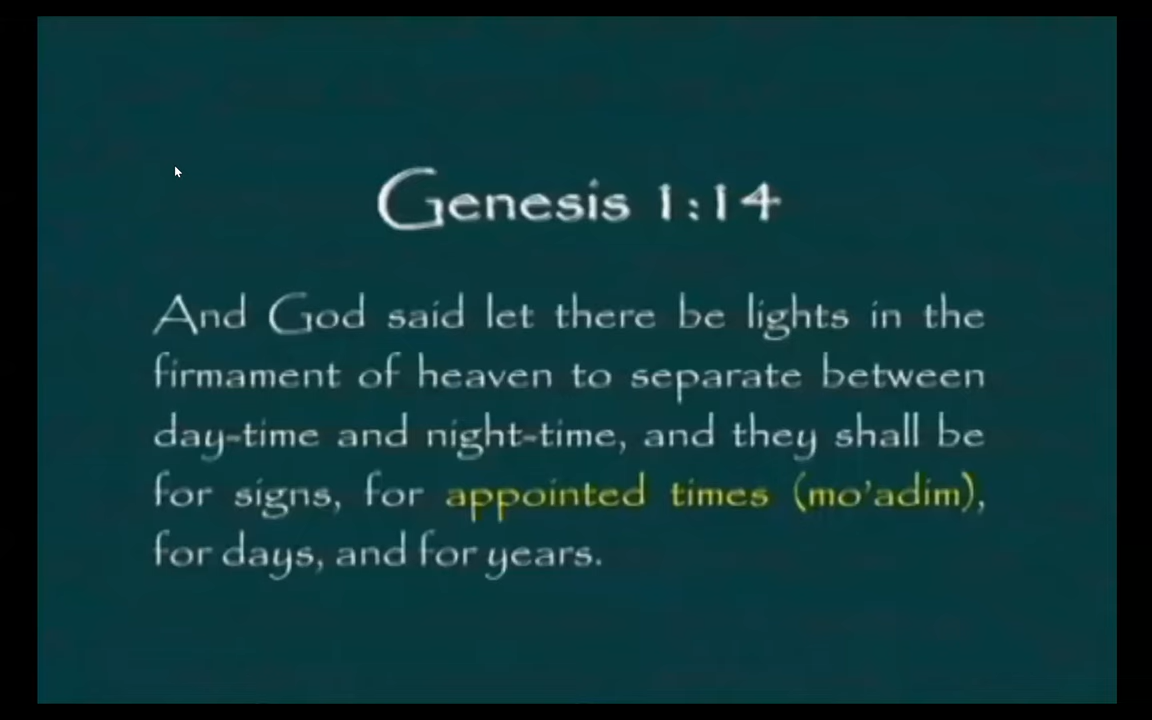 Genesis 1:14
And God said let there be lights in the
firmament of heaven to separate between
day-time and night-time, and they shall be
for signs, for appointed times (mo'adim),
for days, and for years.